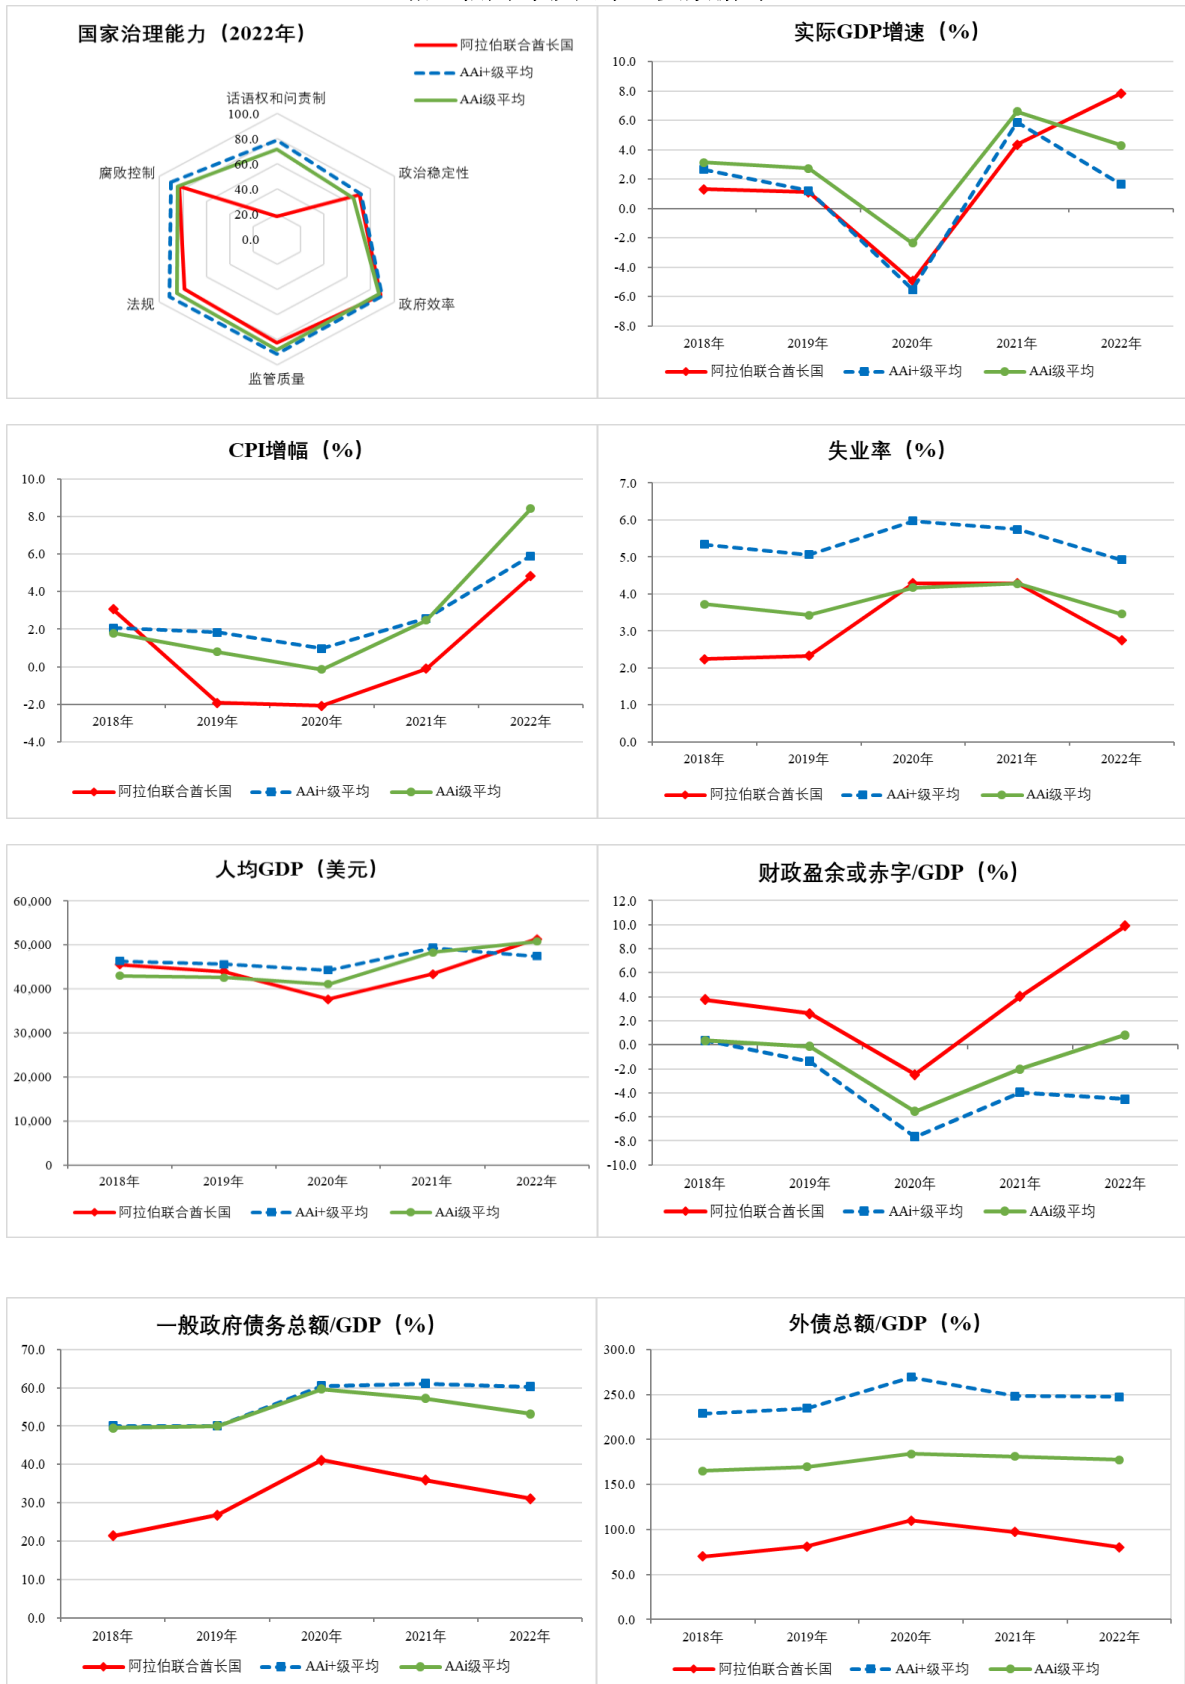 国家治理能力（2022年）
阿拉伯联合酋长国
AAi+级平均
AAi级平均
话语权和问责制
100.0
80.0
60.0
40.0
20.0
0.0
腐败控制
政治稳定性
法规
政府效率
监管质量
实际GDP增速（%）
10.0
8.0
6.0
4.0
2.0
0.0
-2.0
-4.0
-6.0
-8.0
2018年 2019年 2020年 2021年 2022年
阿拉伯联合酋长国 AAi+级平均 AAi级平均
CPI增幅（%）
10.0
8.0
6.0
4.0
2.0
0.0
-2.0
-4.0
2018年 2019年 2020年 2021年 2022年
阿拉伯联合酋长国 AAi+级平均 AAi级平均
失业率（%）
7.0
6.0
5.0
4.0
3.0
2.0
1.0
0.0
2018年 2019年 2020年 2021年 2022年
阿拉伯联合酋长国 AAi+级平均 AAi级平均
人均GDP（美元）
60,000
50,000
40,000
30,000
20,000
10,000
0
2018年 2019年 2020年 2021年 2022年
阿拉伯联合酋长国 AAi+级平均 AAi级平均
财政盈余或赤字/GDP（%）
12.0
10.0
8.0
6.0
4.0
2.0
0.0
-2.0
-4.0
-6.0
-8.0
-10.0
2018年 2019年 2020年 2021年 2022年
阿拉伯联合酋长国 AAi+级平均 AAi级平均
一般政府债务总额/GDP（%）
70.0
60.0
50.0
40.0
30.0
20.0
10.0
0.0
2018年 2019年 2020年 2021年 2022年
阿拉伯联合酋长国 AAi+级平均 AAi级平均
外债总额/GDP（%）
300.0
250.0
200.0
150.0
100.0
50.0
0.0
2018年 2019年 2020年 2021年 2022年
阿拉伯联合酋长国 AAi+级平均 AAi级平均